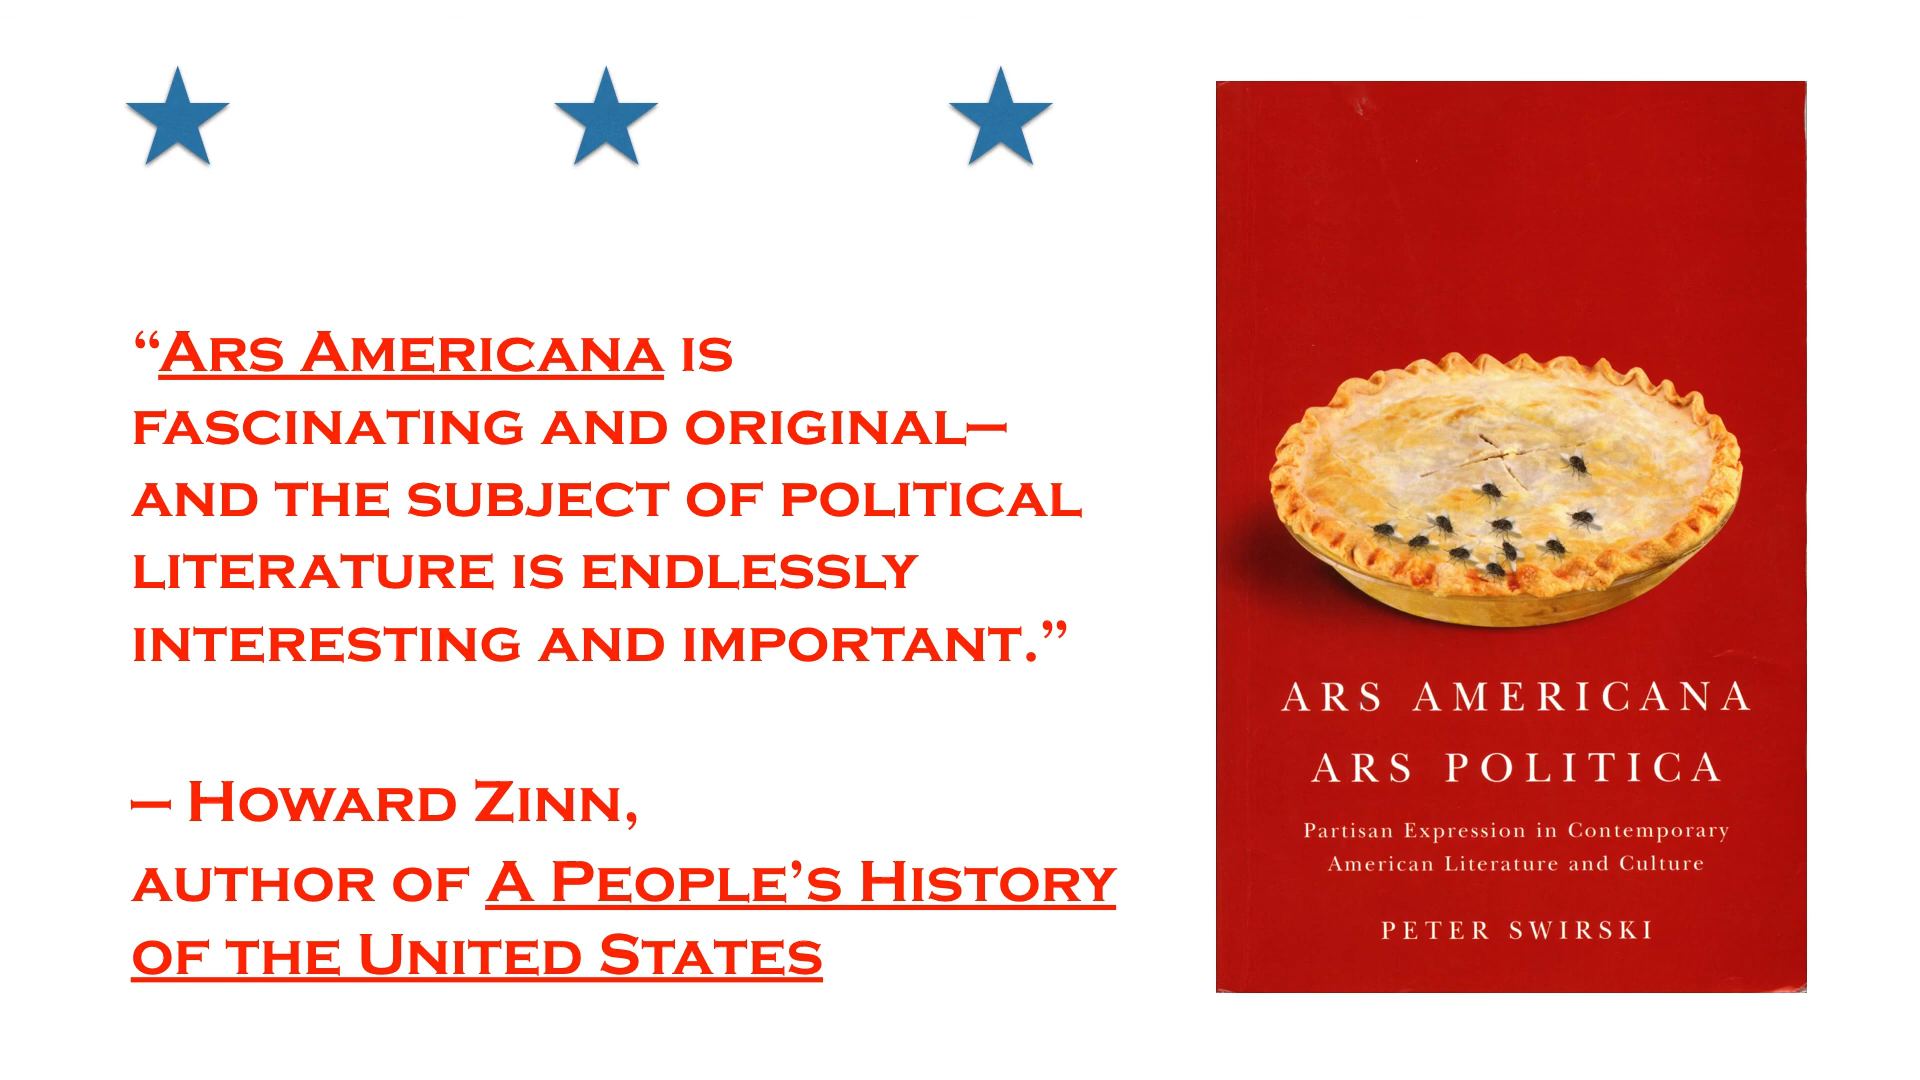 “Ars Americana is
fascinating and original—
and the subject of political
literature is endlessly
interesting and important.”
— Howard Zinn,
author of A People’s History
of the United States
ARS AMERICANA
ARS POLITICA
Partisan Expression in Contemporary
American Literature and Culture
PETER SWIRSKI